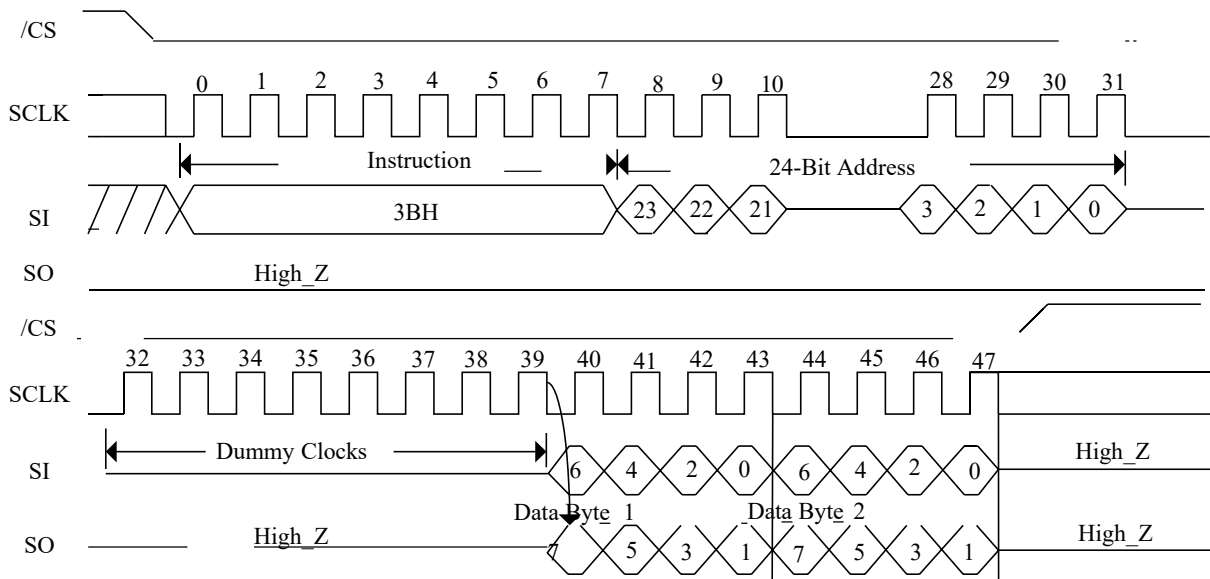 /CS
0 1 2 3 4 5 6 7 8 9 10 28 29 30 31
SCLK
Instruction 24-Bit Address
SI 3BH 23 22 21 3 2 1 0
SO High_Z
/CS
32 33 34 35 36 37 38 39 40 41 42 43 44 45 46 47
SCLK
Dummy Clocks
SI 6 4 2 0 6 4 2 0 High_Z
Data Byte 1 Data Byte 2
SO High_Z 7 5 3 1 7 5 3 1 High_Z